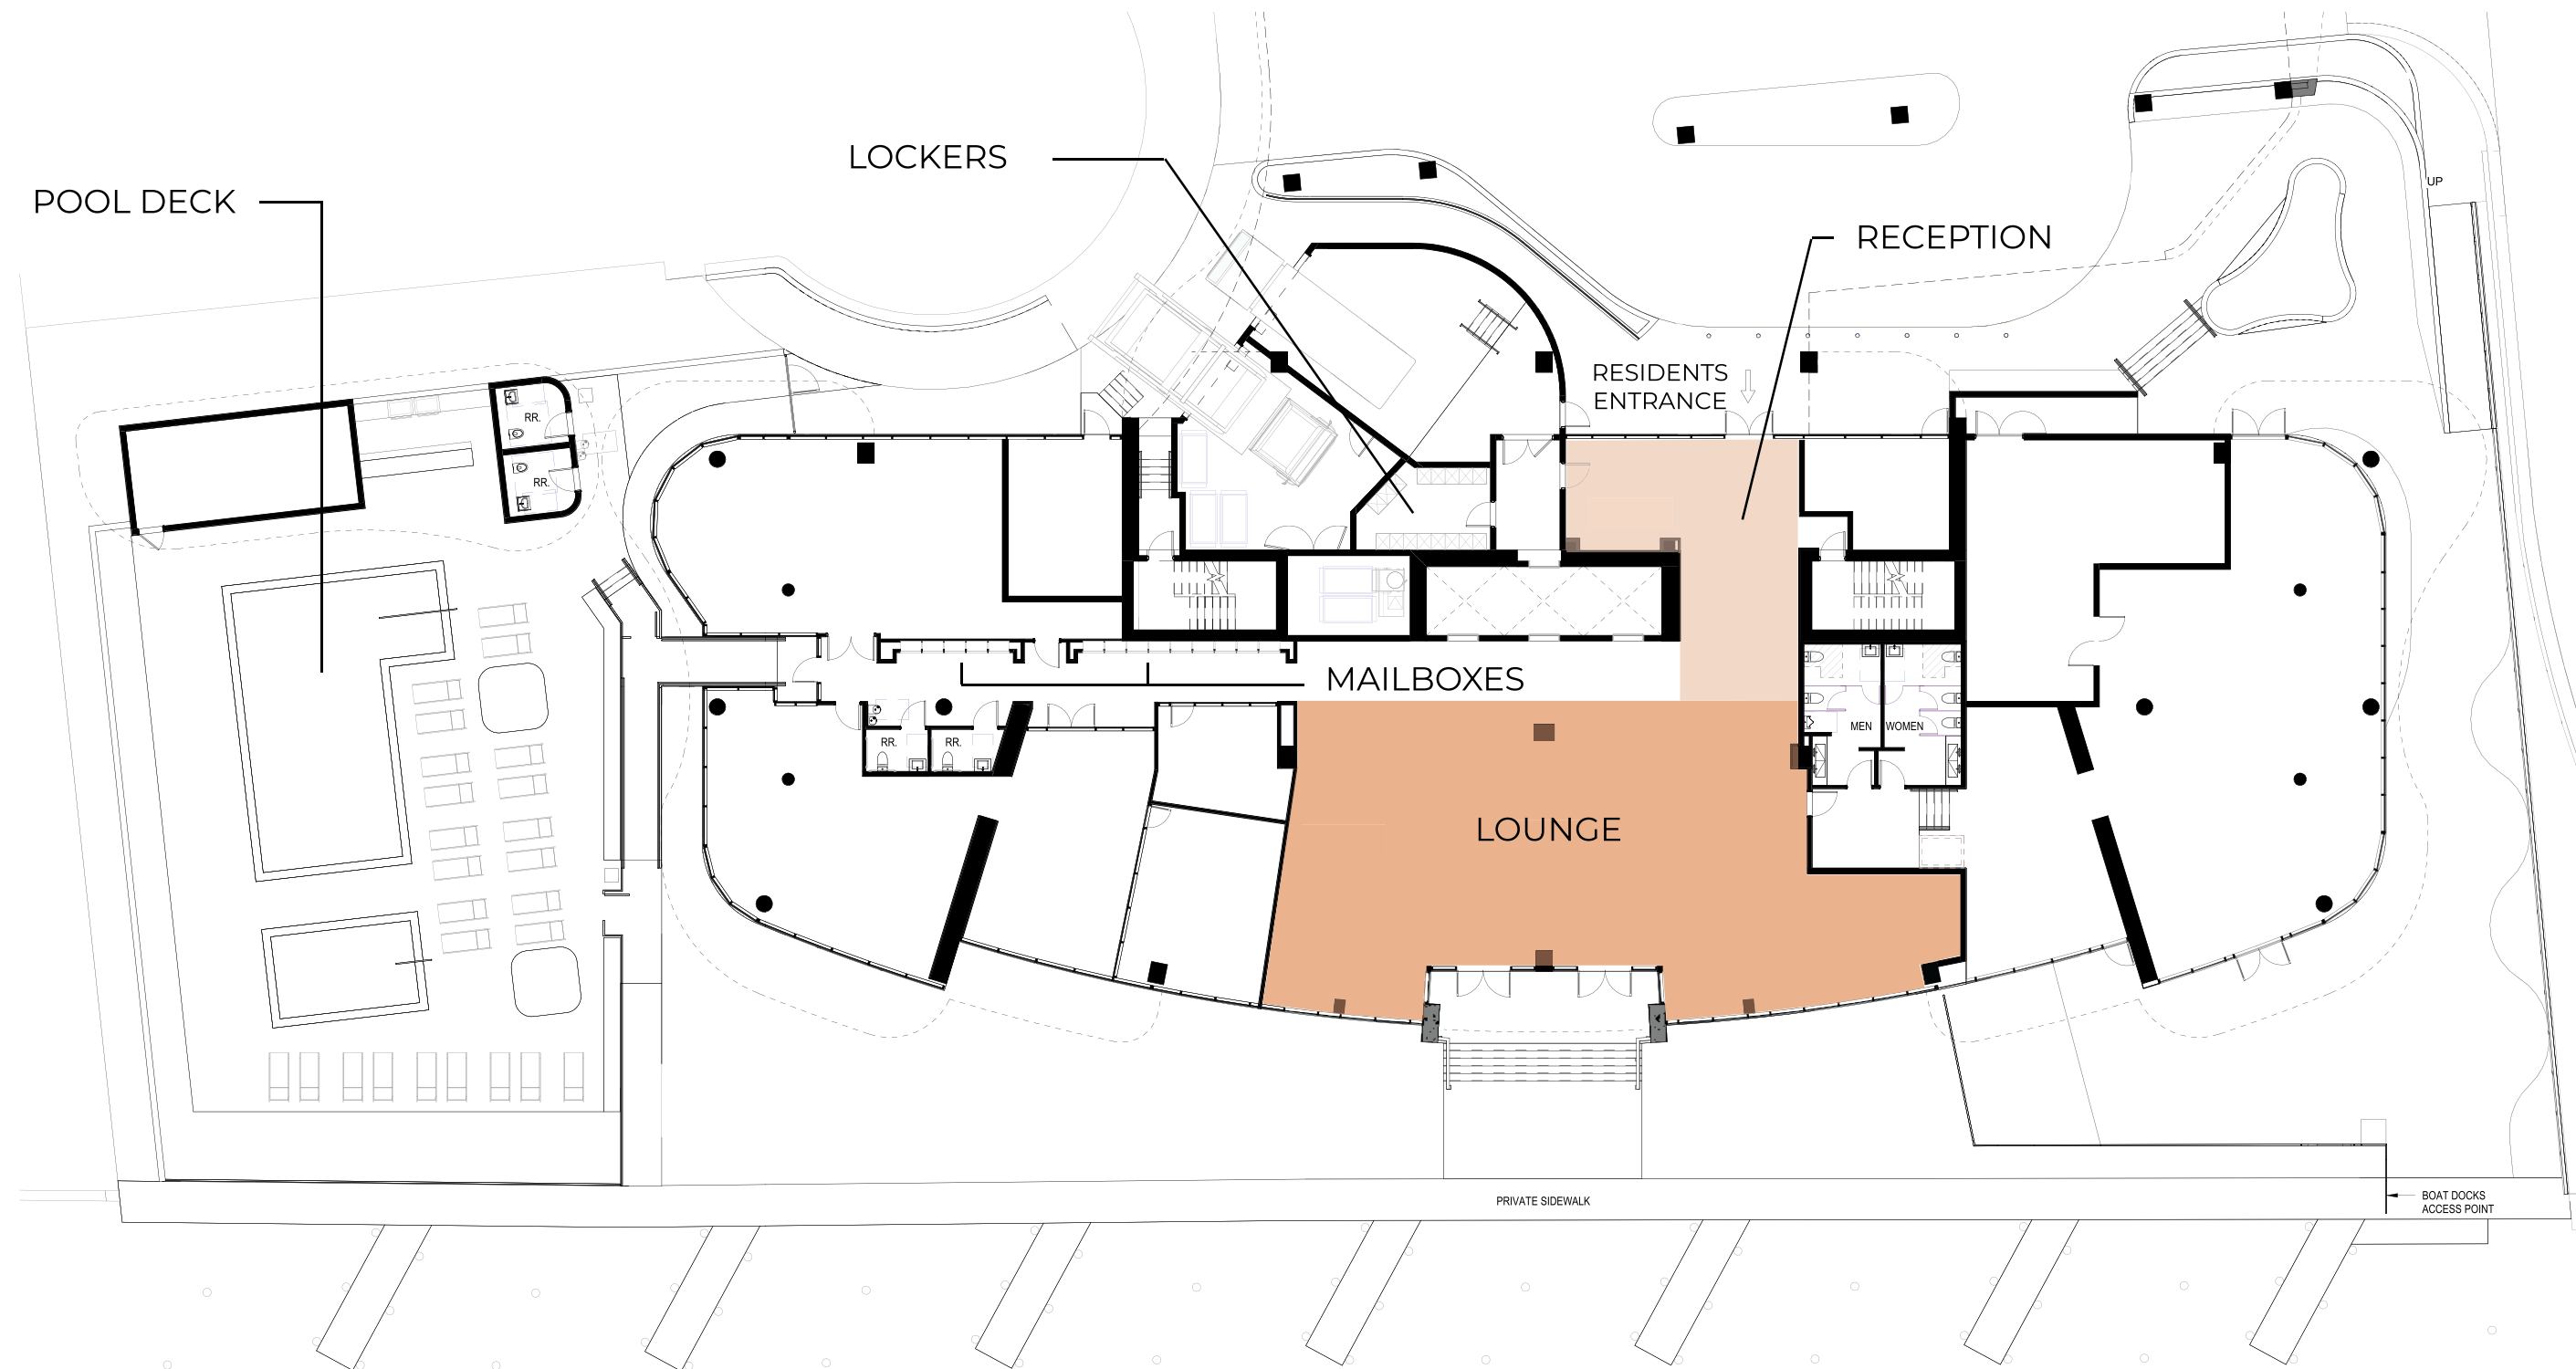 LOCKERS
UP
POOL DECK
RECEPTION
RESIDENTS
ENTRANCE
RR.
RR.
MAILBOXES
MEN
WOMEN
RR.
RR.
LOUNGE
PRIVATE SIDEWALK
BOAT DOCKS
ACCESS POINT